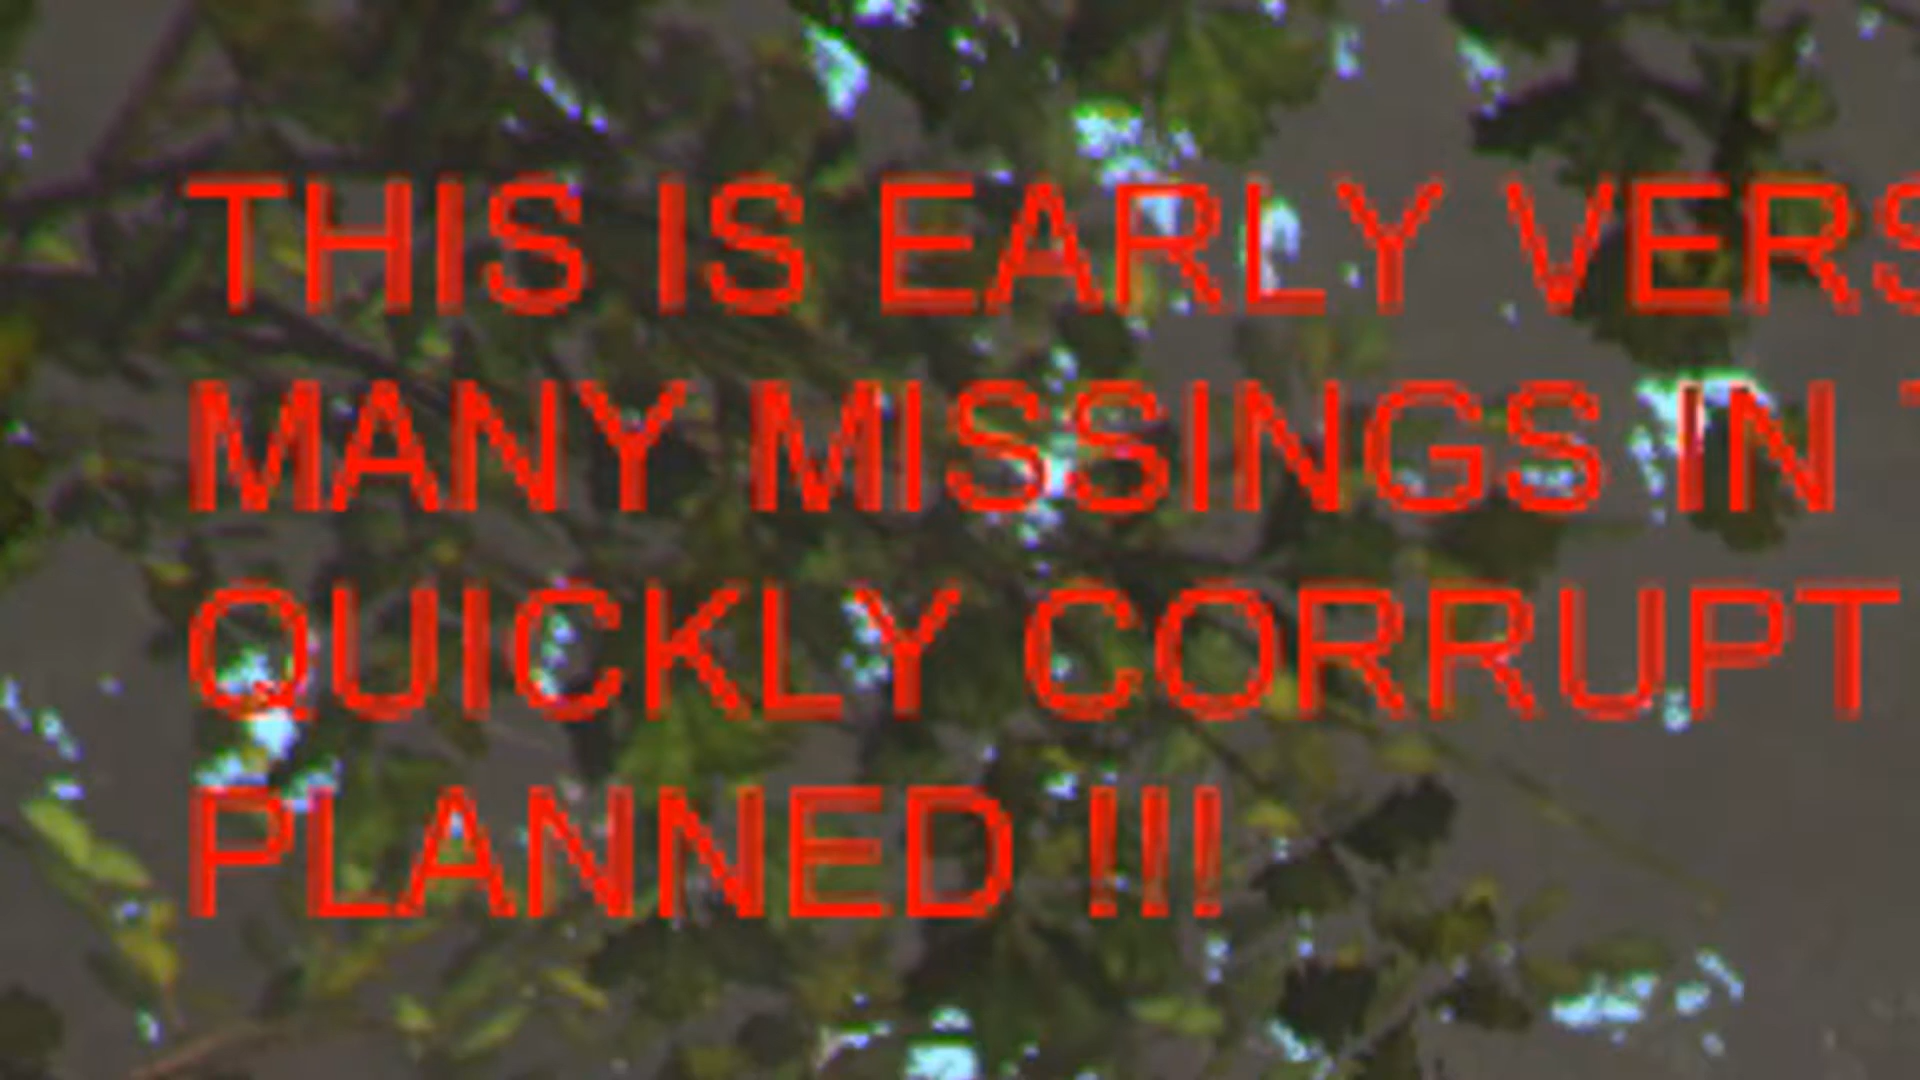 THIS IS EARLY VERS
MANY MISSINGS IN
QUICKLY CORRUPT
PLANNED !!!